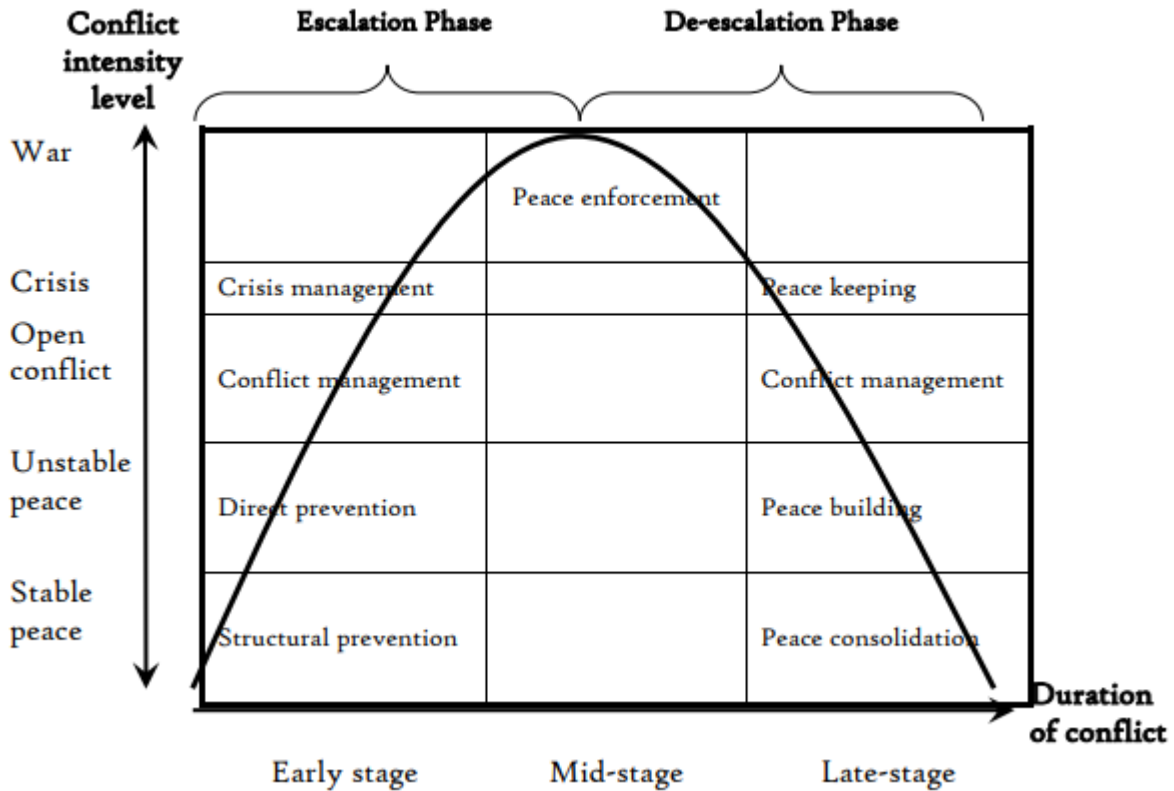 Conflict
intensity
level
Escalation Phase
De-escalation Phase
War
Peace enforcement
Crisis
Crisis management
Peace keeping
Open
conflict
Conflict management
Conflict management
Unstable
peace
Direct prevention
Peace building
Stable
peace
Structural prevention
Peace consolidation
Duration
of conflict
Early stage
Mid-stage
Late-stage